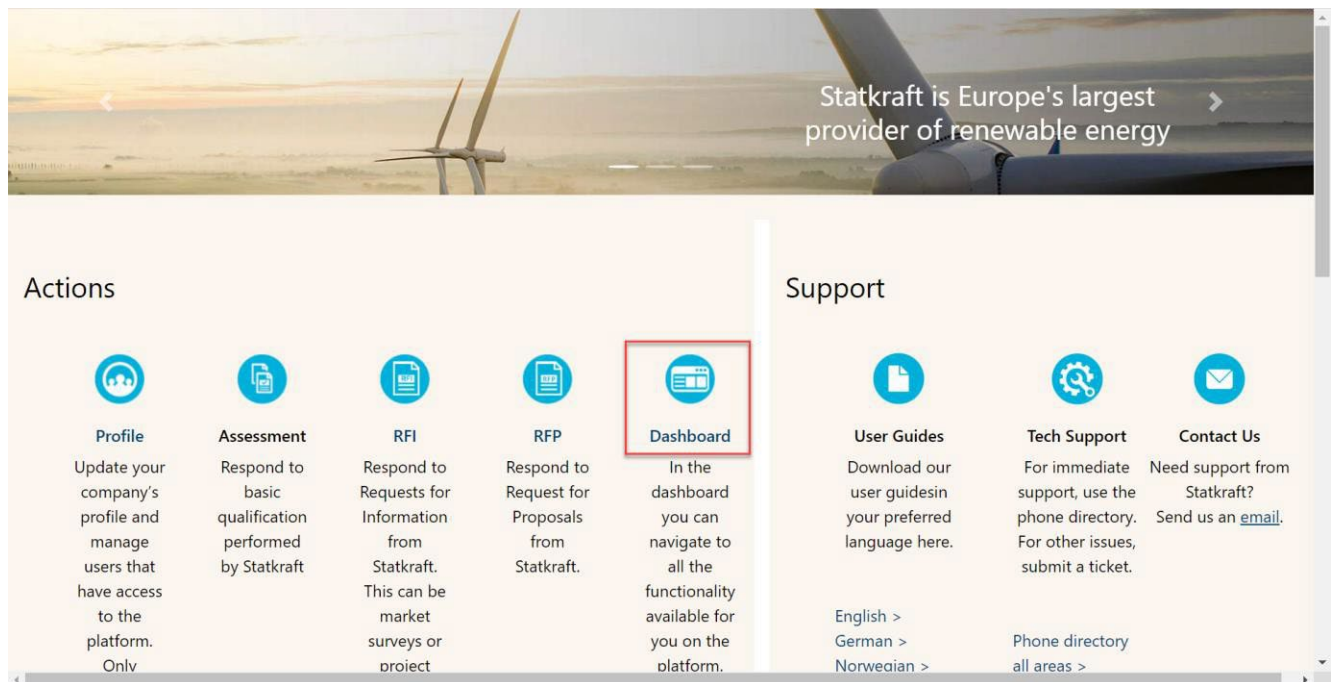 Statkraft is Europe's largest
provider of renewable energy
Actions
Profile
Update your
company's
profile and
manage
users that
have access
to the
platform.
Only
Assessment
Respond to
basic
qualification
performed
by Statkraft
RFI
Respond to
Requests for
Information
from
Statkraft.
This can be
market
surveys or
project
RFP
Respond to
Request for
Proposals
from
Statkraft.
Dashboard
In the
dashboard
you can
navigate to
all the
functionality
available for
you on the
platform.
Support
User Guides
Download our
user guidesin
your preferred
language here.
English >
German >
Norwegian >
Tech Support
For immediate
support, use the
phone directory.
For other issues,
submit a ticket.
Phone directory
all areas >
Contact Us
Need support from
Statkraft?
Send us an email.